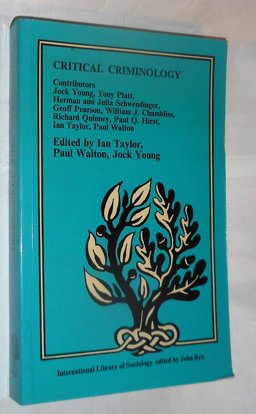 CRITICAL CRIMINOLOGY
Contributors
Jock Young, Tony Platt,
Herman and Julia Schwendinger,
Geoff Pearson, William J. Chambliss,
Richard Quinney, Paul Q. Hirst,
Ian Taylor, Paul Walton
Edited by Ian Taylor,
Paul Walton, Jock Young
International Library of Sociology edited by John Rex